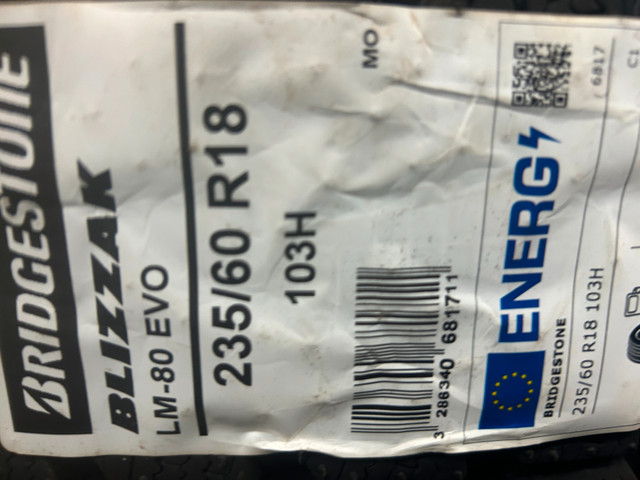 BRIDGESTONE
BLIZZAK
LM-80 EVO
235/60 R18
103H
MO
3 286340 681711
ENERG
BRIDGESTONE
235/60 R18 103H
6817
C1